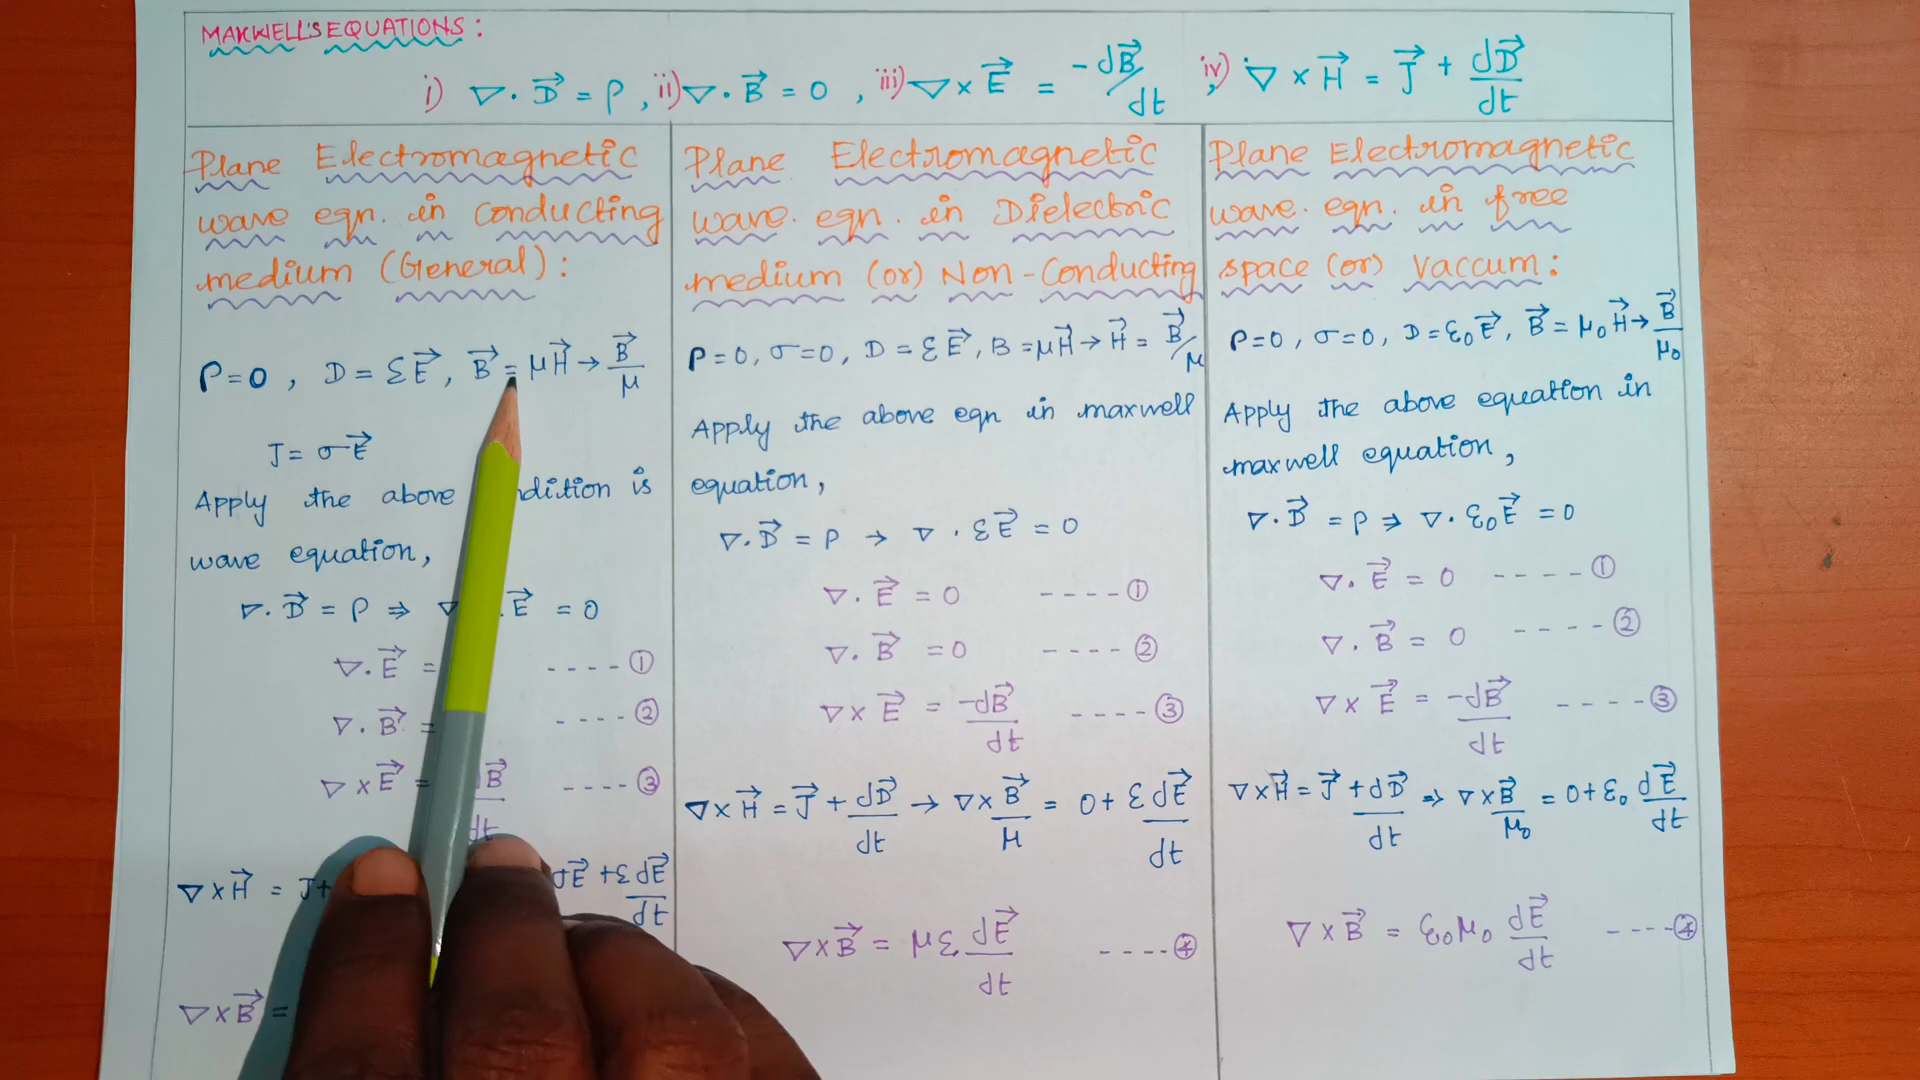 MAXWELL'S EQUATIONS:
i) ∇·D⃗ = ρ, ii) ∇·B⃗ = 0, iii) ∇×E⃗ = -dB⃗/dt, iv) ∇×H⃗ = J⃗ + dD⃗/dt
Plane Electromagnetic
wave eqn. in Conducting
medium (General):
ρ=0, D = εE⃗, B⃗ = μH⃗ → B⃗/μ
J = σE⃗
Apply the above ndition is
wave equation,
∇·D⃗ = ρ ⇒ ∇ .E⃗ = 0
∇·E⃗ = ----①
∇·B⃗ = ----②
∇×E⃗ = B⃗/dt ----③
∇×H⃗ = J+ σE⃗ + εdE⃗/dt
∇×B⃗ =
Plane Electromagnetic
wave. eqn. in Dielectric
medium (or) Non-Conducting
ρ=0, σ=0, D = εE⃗, B = μH⃗ → H⃗ = B⃗/μ
Apply the above eqn in maxwell
equation,
∇·D⃗ = ρ → ∇·εE⃗ = 0
∇·E⃗ = 0 ----①
∇·B⃗ = 0 ----②
∇×E⃗ = -dB⃗/dt ----③
∇×H⃗ = J⃗ + dD⃗/dt → ∇×B⃗/μ = 0 + ε dE⃗/dt
∇×B⃗ = με dE⃗/dt ----④
Plane Electromagnetic
wave. eqn. in free
space (or) Vaccum:
ρ=0, σ=0, D = ε₀E⃗, B⃗ = μ₀H⃗ → B⃗/μ₀
Apply the above equation in
maxwell equation,
∇·D⃗ = ρ ⇒ ∇·ε₀E⃗ = 0
∇·E⃗ = 0 ----①
∇·B⃗ = 0 ----②
∇×E⃗ = -dB⃗/dt ----③
∇×H⃗ = J⃗ + dD⃗/dt ⇒ ∇×B⃗/μ₀ = 0 + ε₀ dE⃗/dt
∇×B⃗ = ε₀μ₀ dE⃗/dt ----④